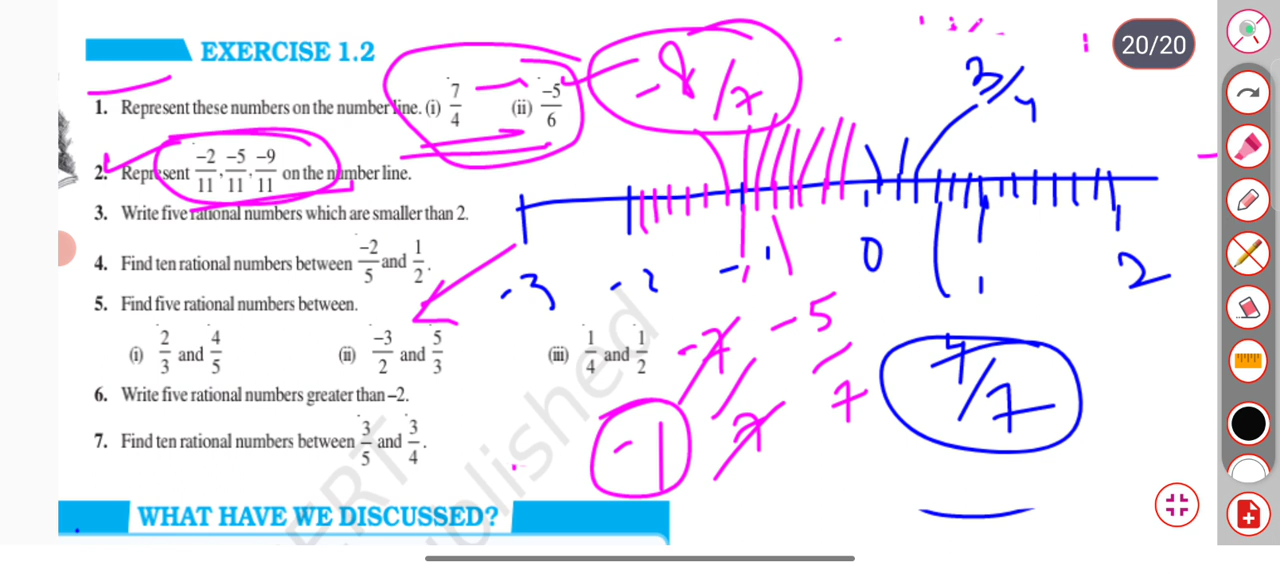 20/20
EXERCISE 1.2
1. Represent these numbers on the number line. (i) 7/4 (ii) -5/6
2. Represent -2/11, -5/11, -9/11 on the number line.
3. Write five rational numbers which are smaller than 2.
4. Find ten rational numbers between -2/5 and 1/2.
5. Find five rational numbers between.
(i) 2/3 and 4/5 (ii) -3/2 and 5/3 (iii) 1/4 and 1/2
6. Write five rational numbers greater than –2.
7. Find ten rational numbers between 3/5 and 3/4.
WHAT HAVE WE DISCUSSED?
-8/7
3/4
-3 -2 -1 0 1 2
-7/7 -5/7
-1
4/7